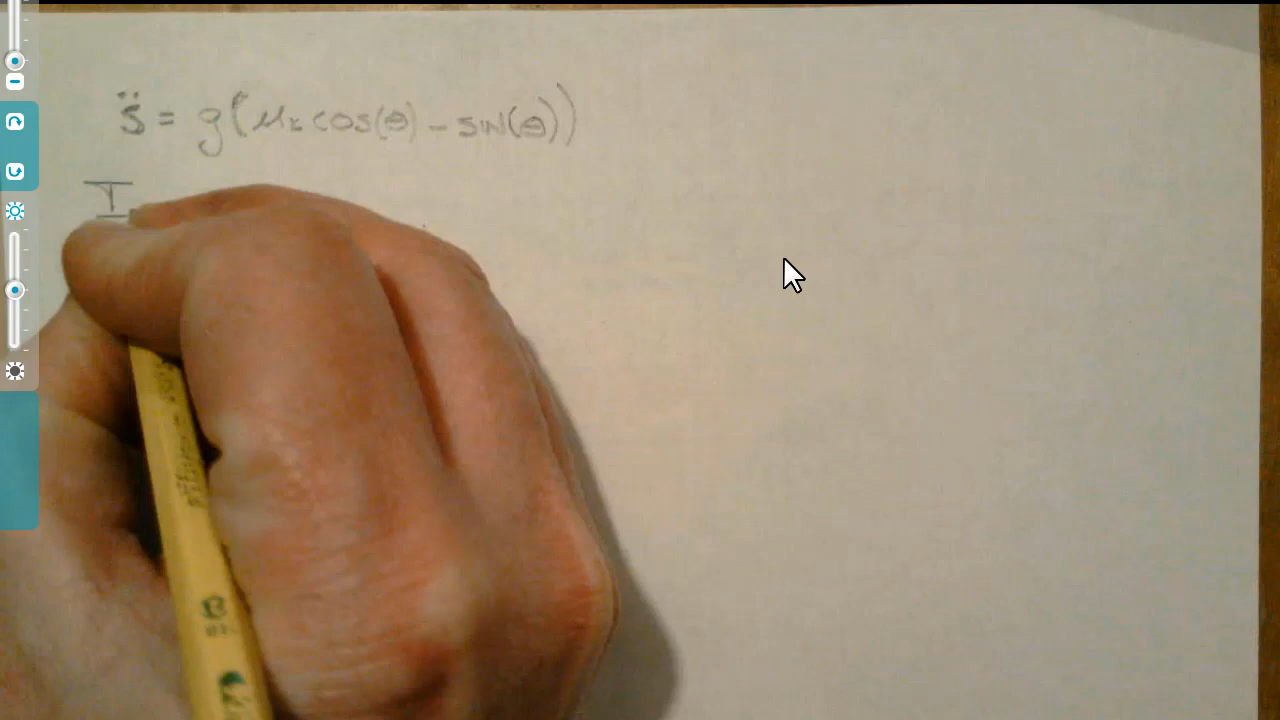 s̈ = g(μₖ cos(θ) − sin(θ))
I